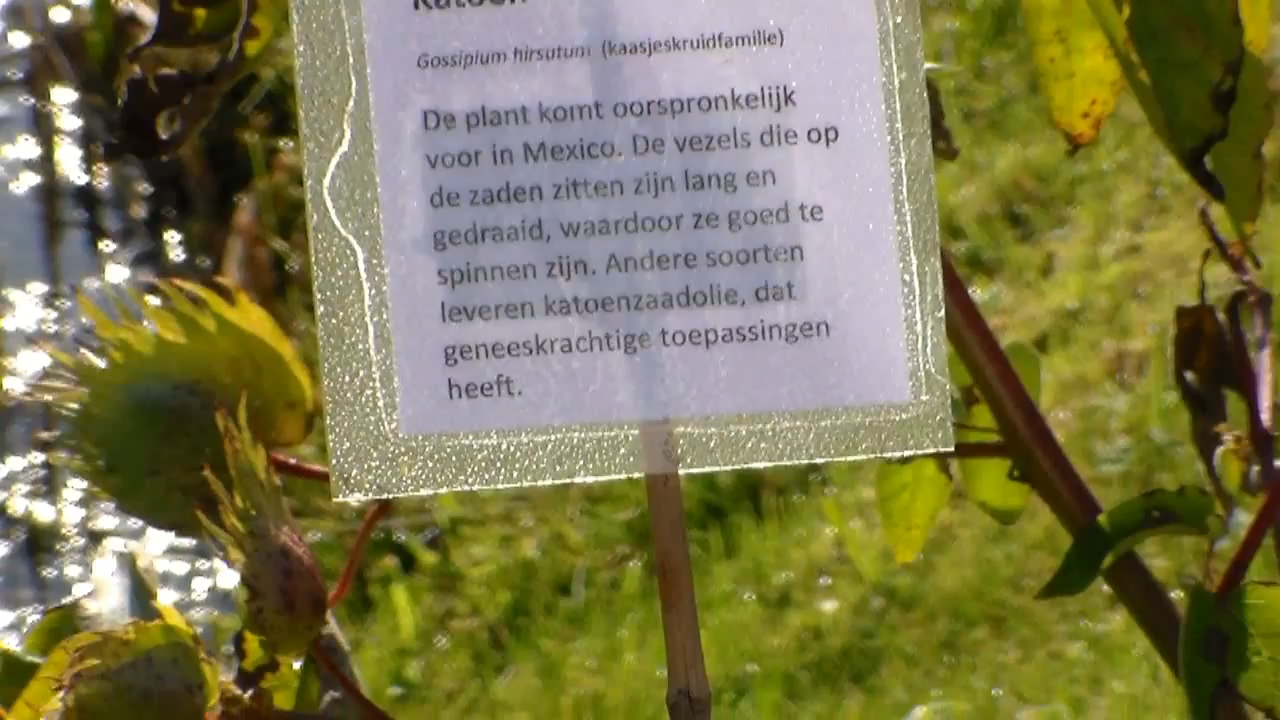 Katoen
Gossipium hirsutum (kaasjeskruidfamilie)
De plant komt oorspronkelijk
voor in Mexico. De vezels die op
de zaden zitten zijn lang en
gedraaid, waardoor ze goed te
spinnen zijn. Andere soorten
leveren katoenzaadolie, dat
geneeskrachtige toepassingen
heeft.